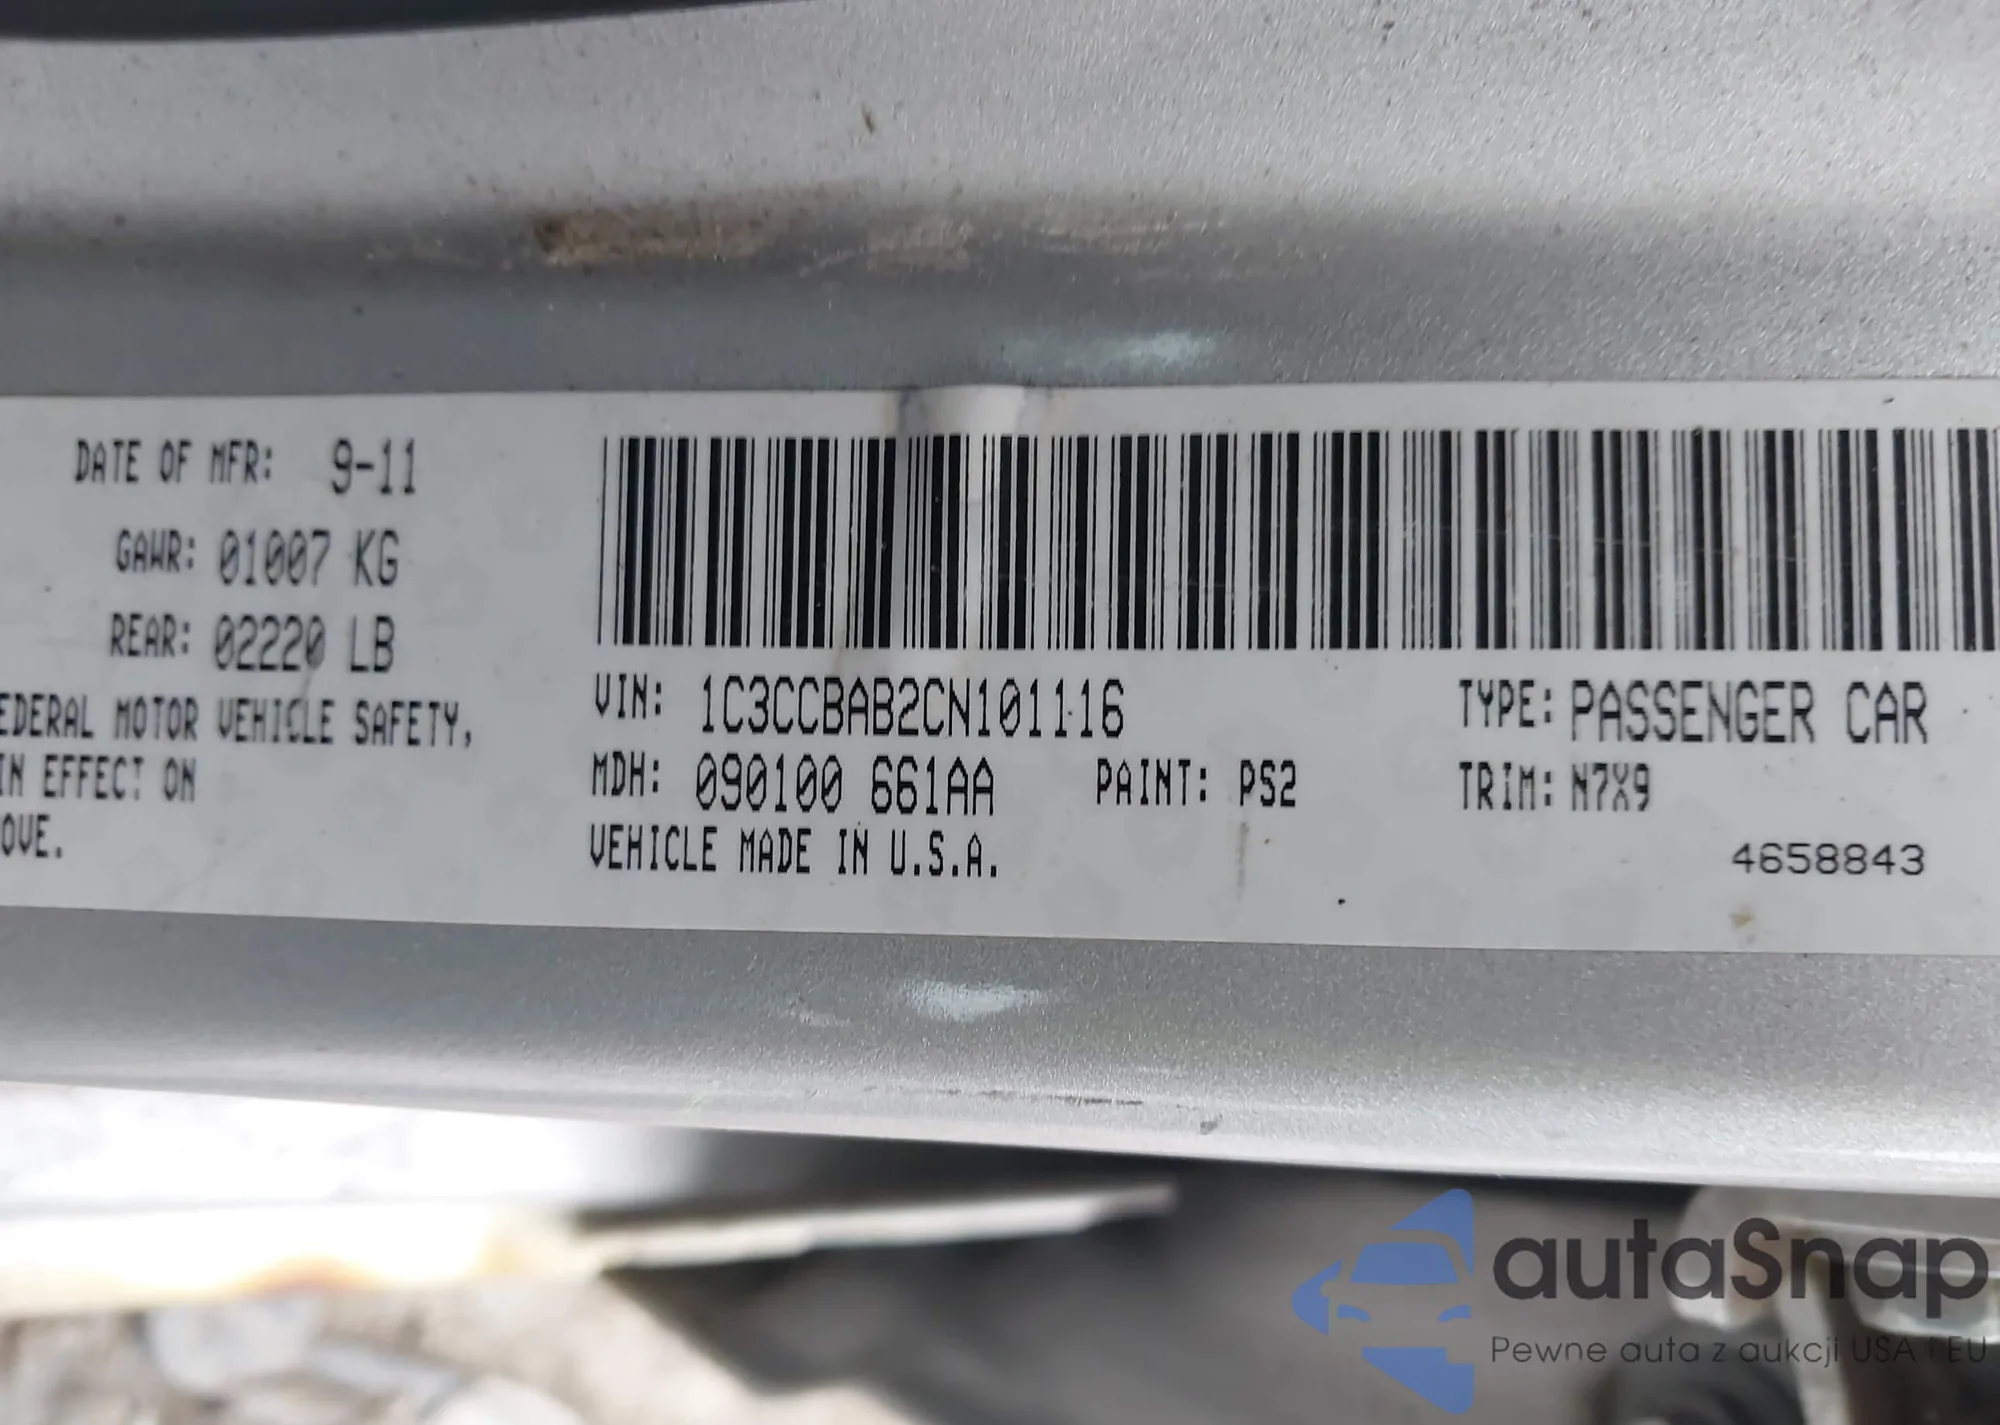 DATE OF MFR: 9-11
GAWR: 01007 KG
REAR: 02220 LB
EDERAL MOTOR VEHICLE SAFETY,
IN EFFECT ON
OVE.
VIN: 1C3CCBAB2CN101116
TYPE: PASSENGER CAR
MDH: 090100 661AA
PAINT: PS2
TRIM: N7X9
VEHICLE MADE IN U.S.A.
4658843
autaSnap
Pewne auta z aukcji USA i EU